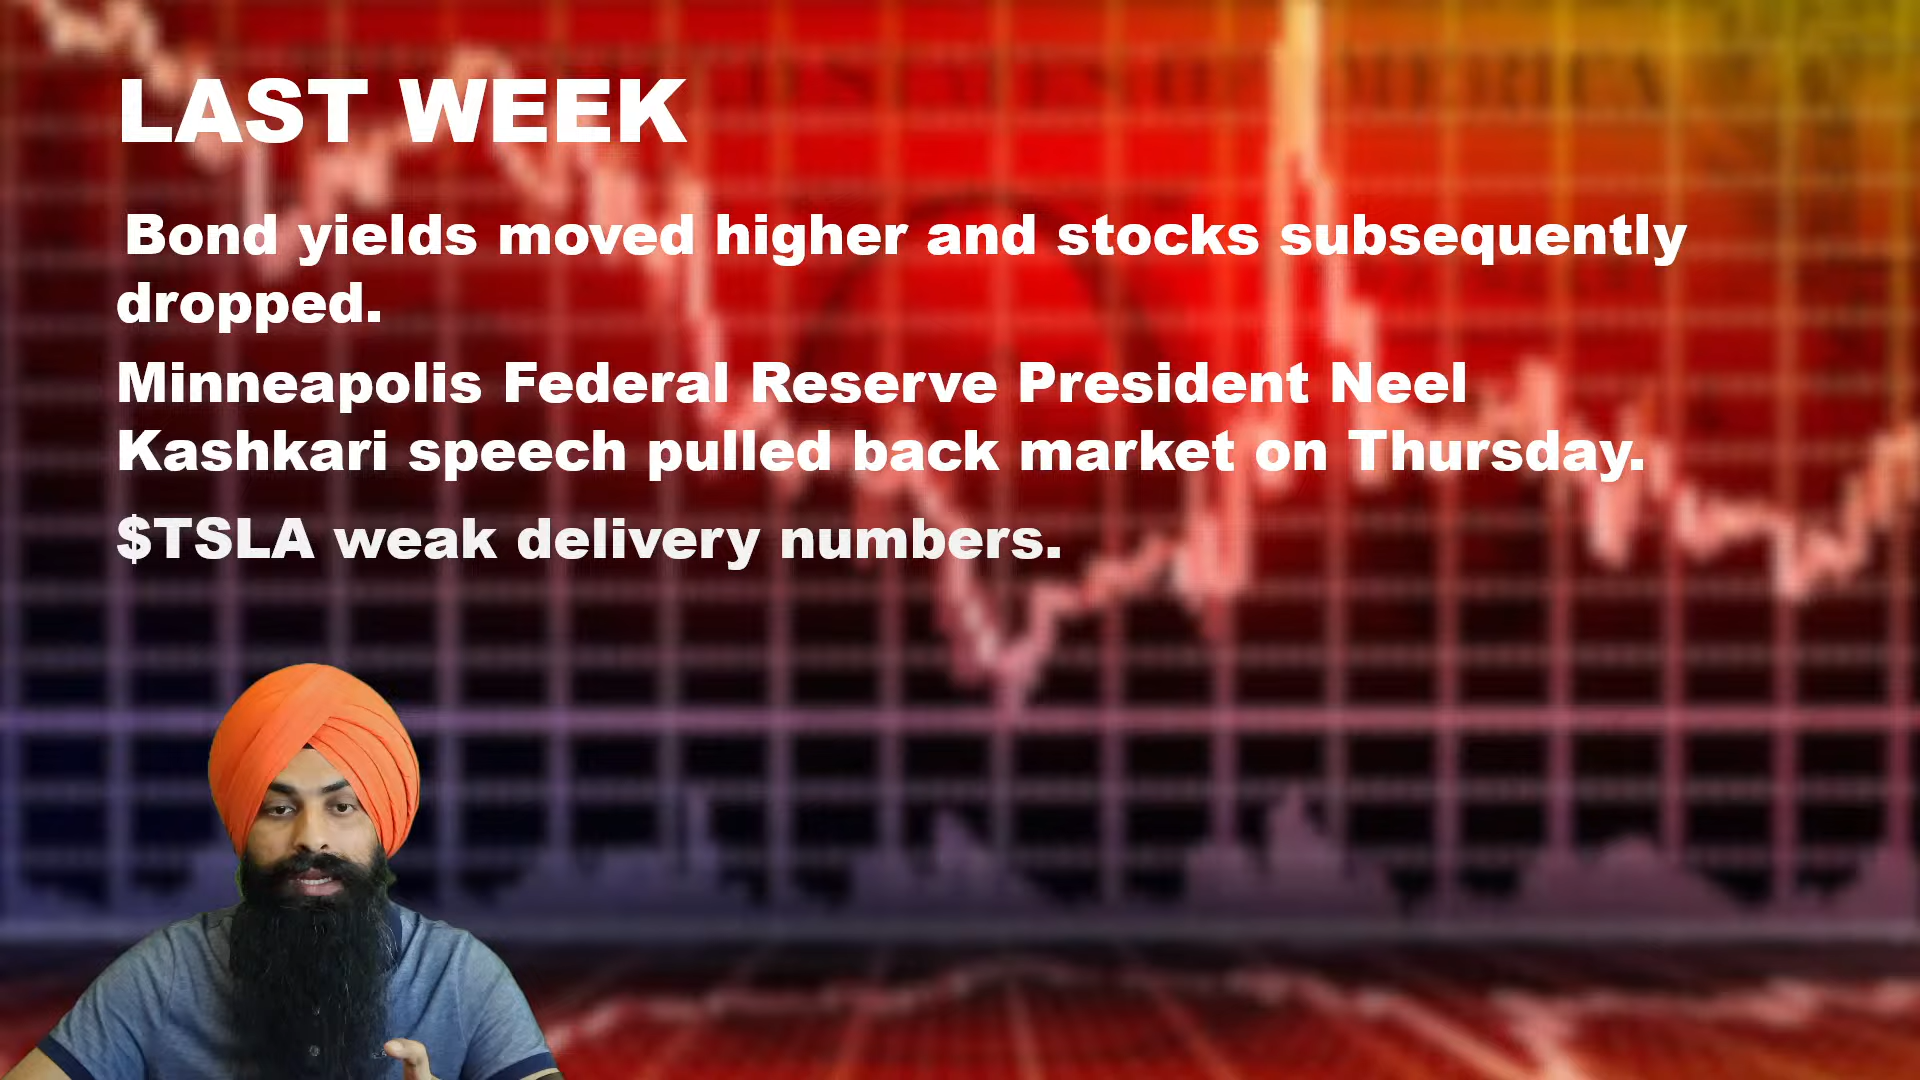 LAST WEEK
Bond yields moved higher and stocks subsequently
dropped.
Minneapolis Federal Reserve President Neel
Kashkari speech pulled back market on Thursday.
$TSLA weak delivery numbers.